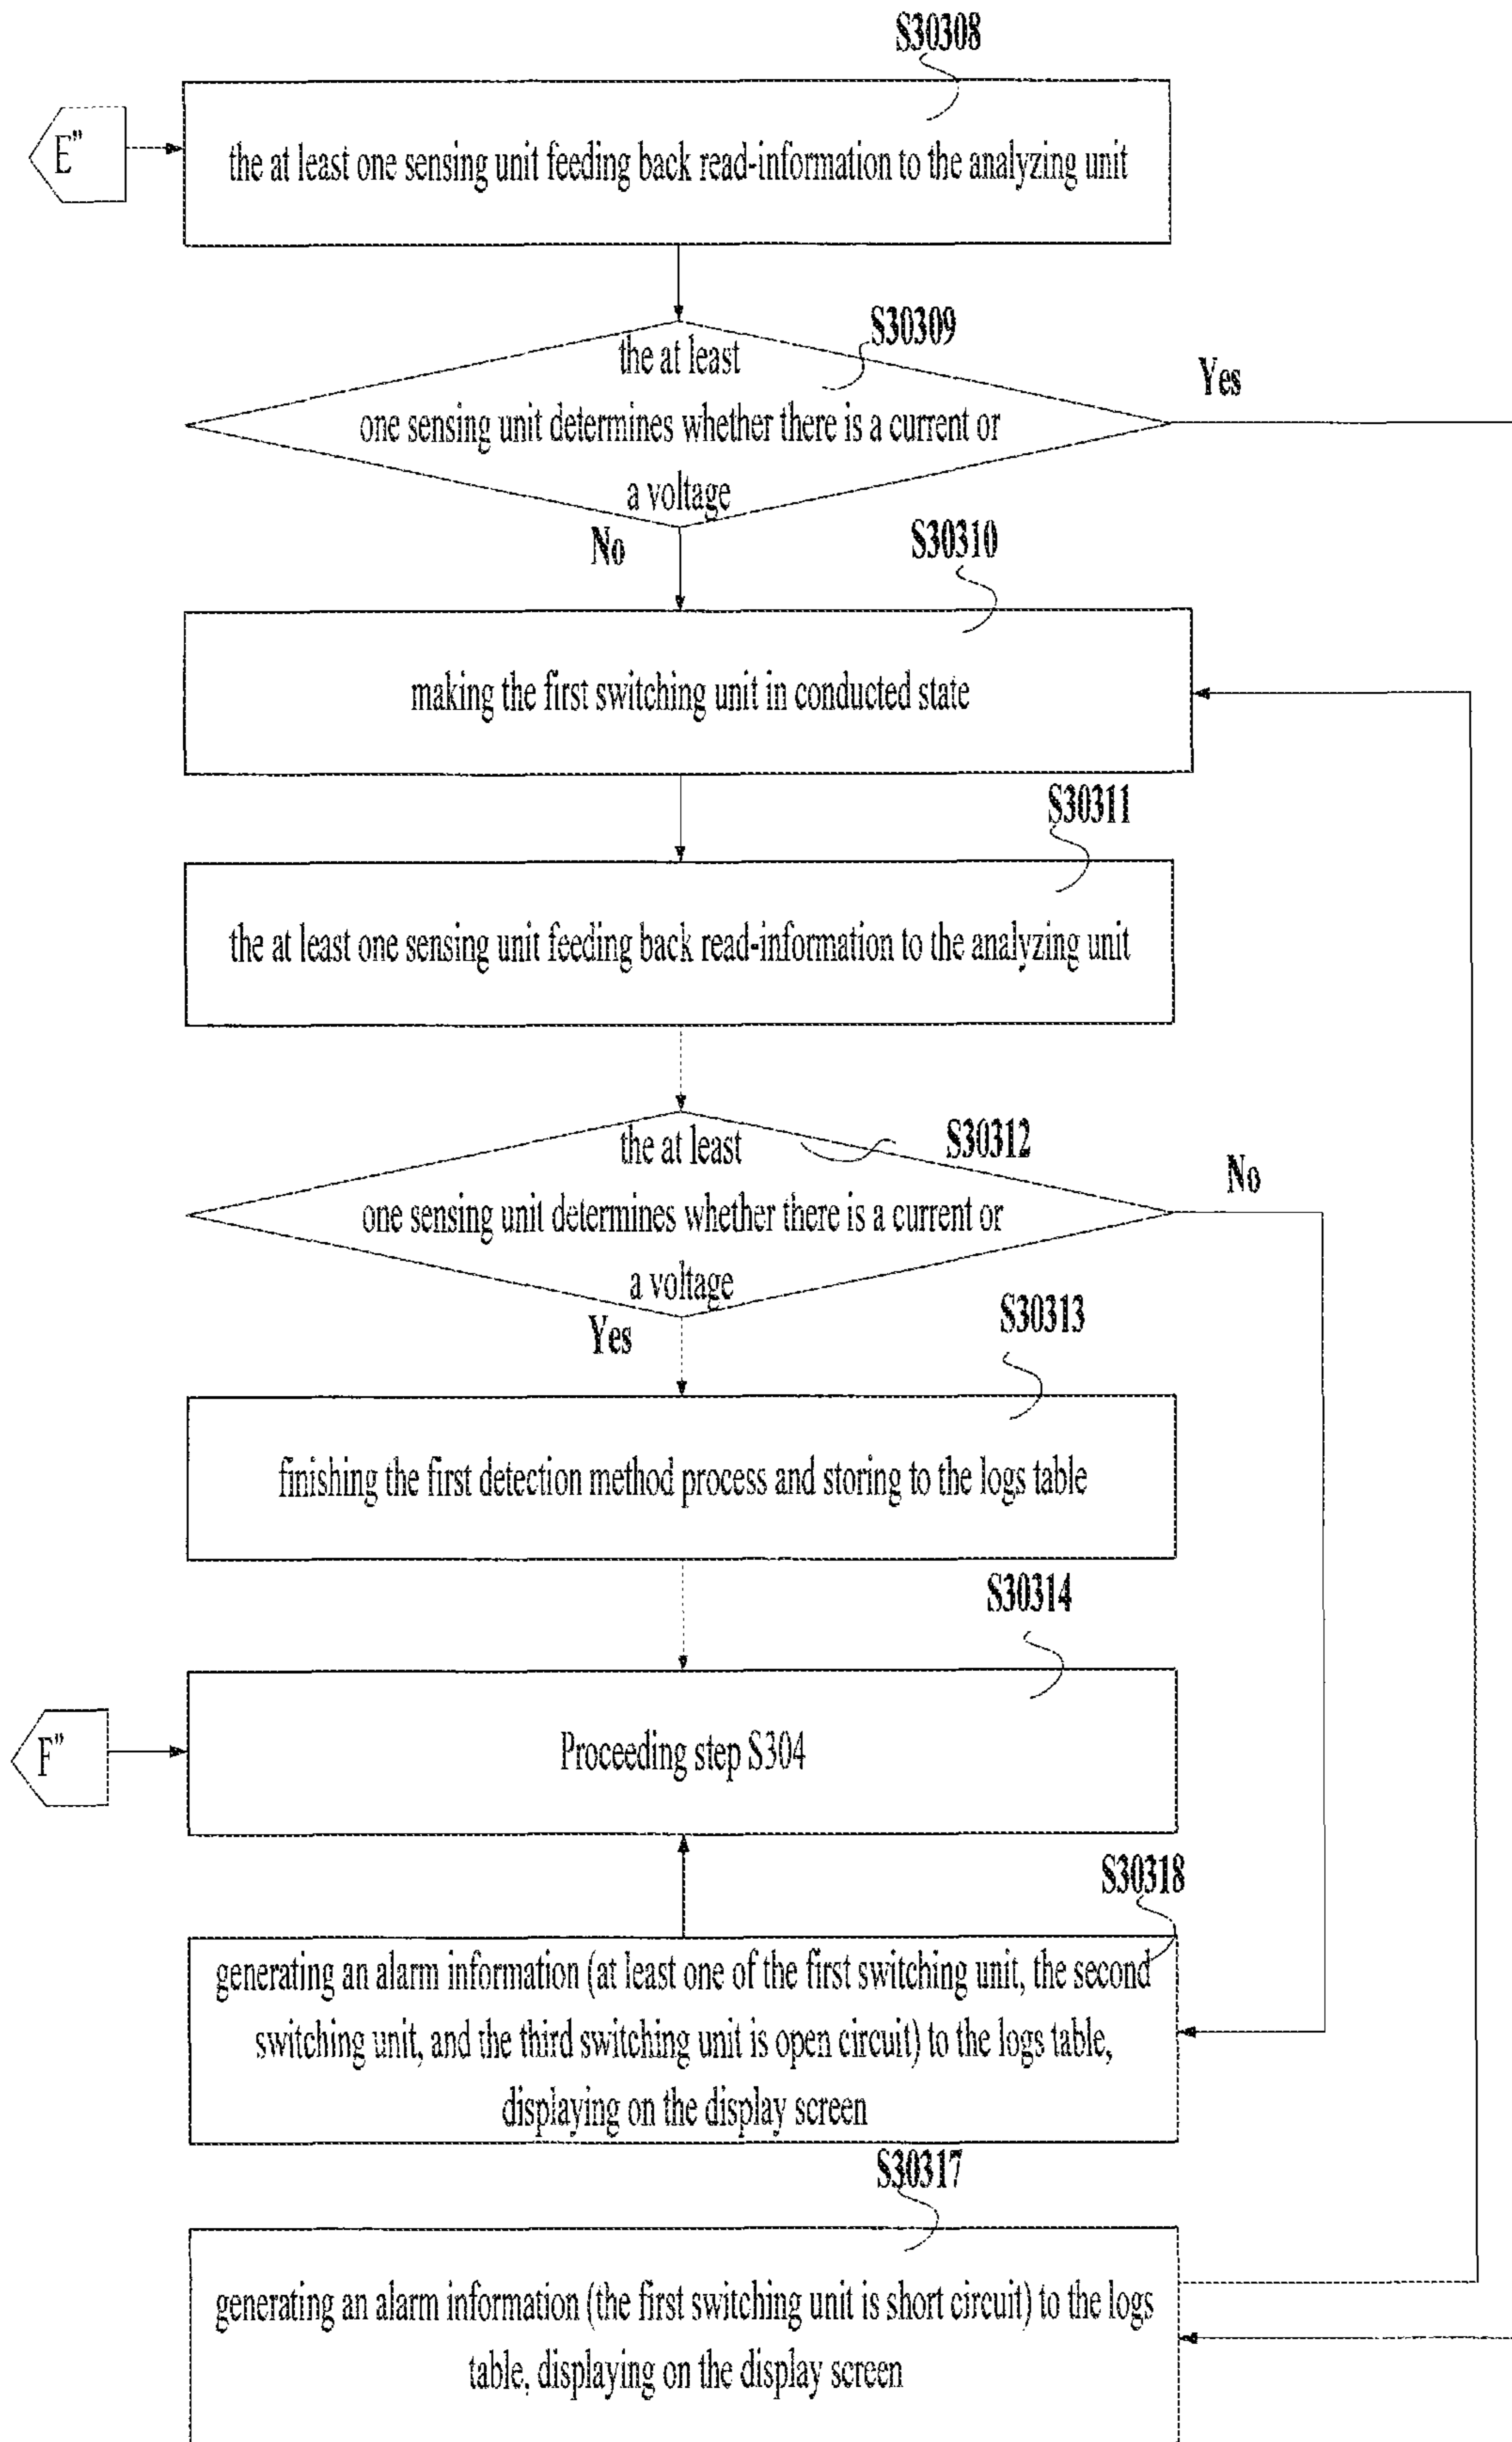 S30308
E"
the at least one sensing unit feeding back read-information to the analyzing unit
S30309
the at least
one sensing unit determines whether there is a current or
a voltage
Yes
No
S30310
making the first switching unit in conducted state
S30311
the at least one sensing unit feeding back read-information to the analyzing unit
S30312
the at least
one sensing unit determines whether there is a current or
a voltage
No
Yes
S30313
finishing the first detection method process and storing to the logs table
S30314
F"
Proceeding step S304
S30318
generating an alarm information (at least one of the first switching unit, the second
switching unit, and the third switching unit is open circuit) to the logs table,
displaying on the display screen
S30317
generating an alarm information (the first switching unit is short circuit) to the logs
table, displaying on the display screen